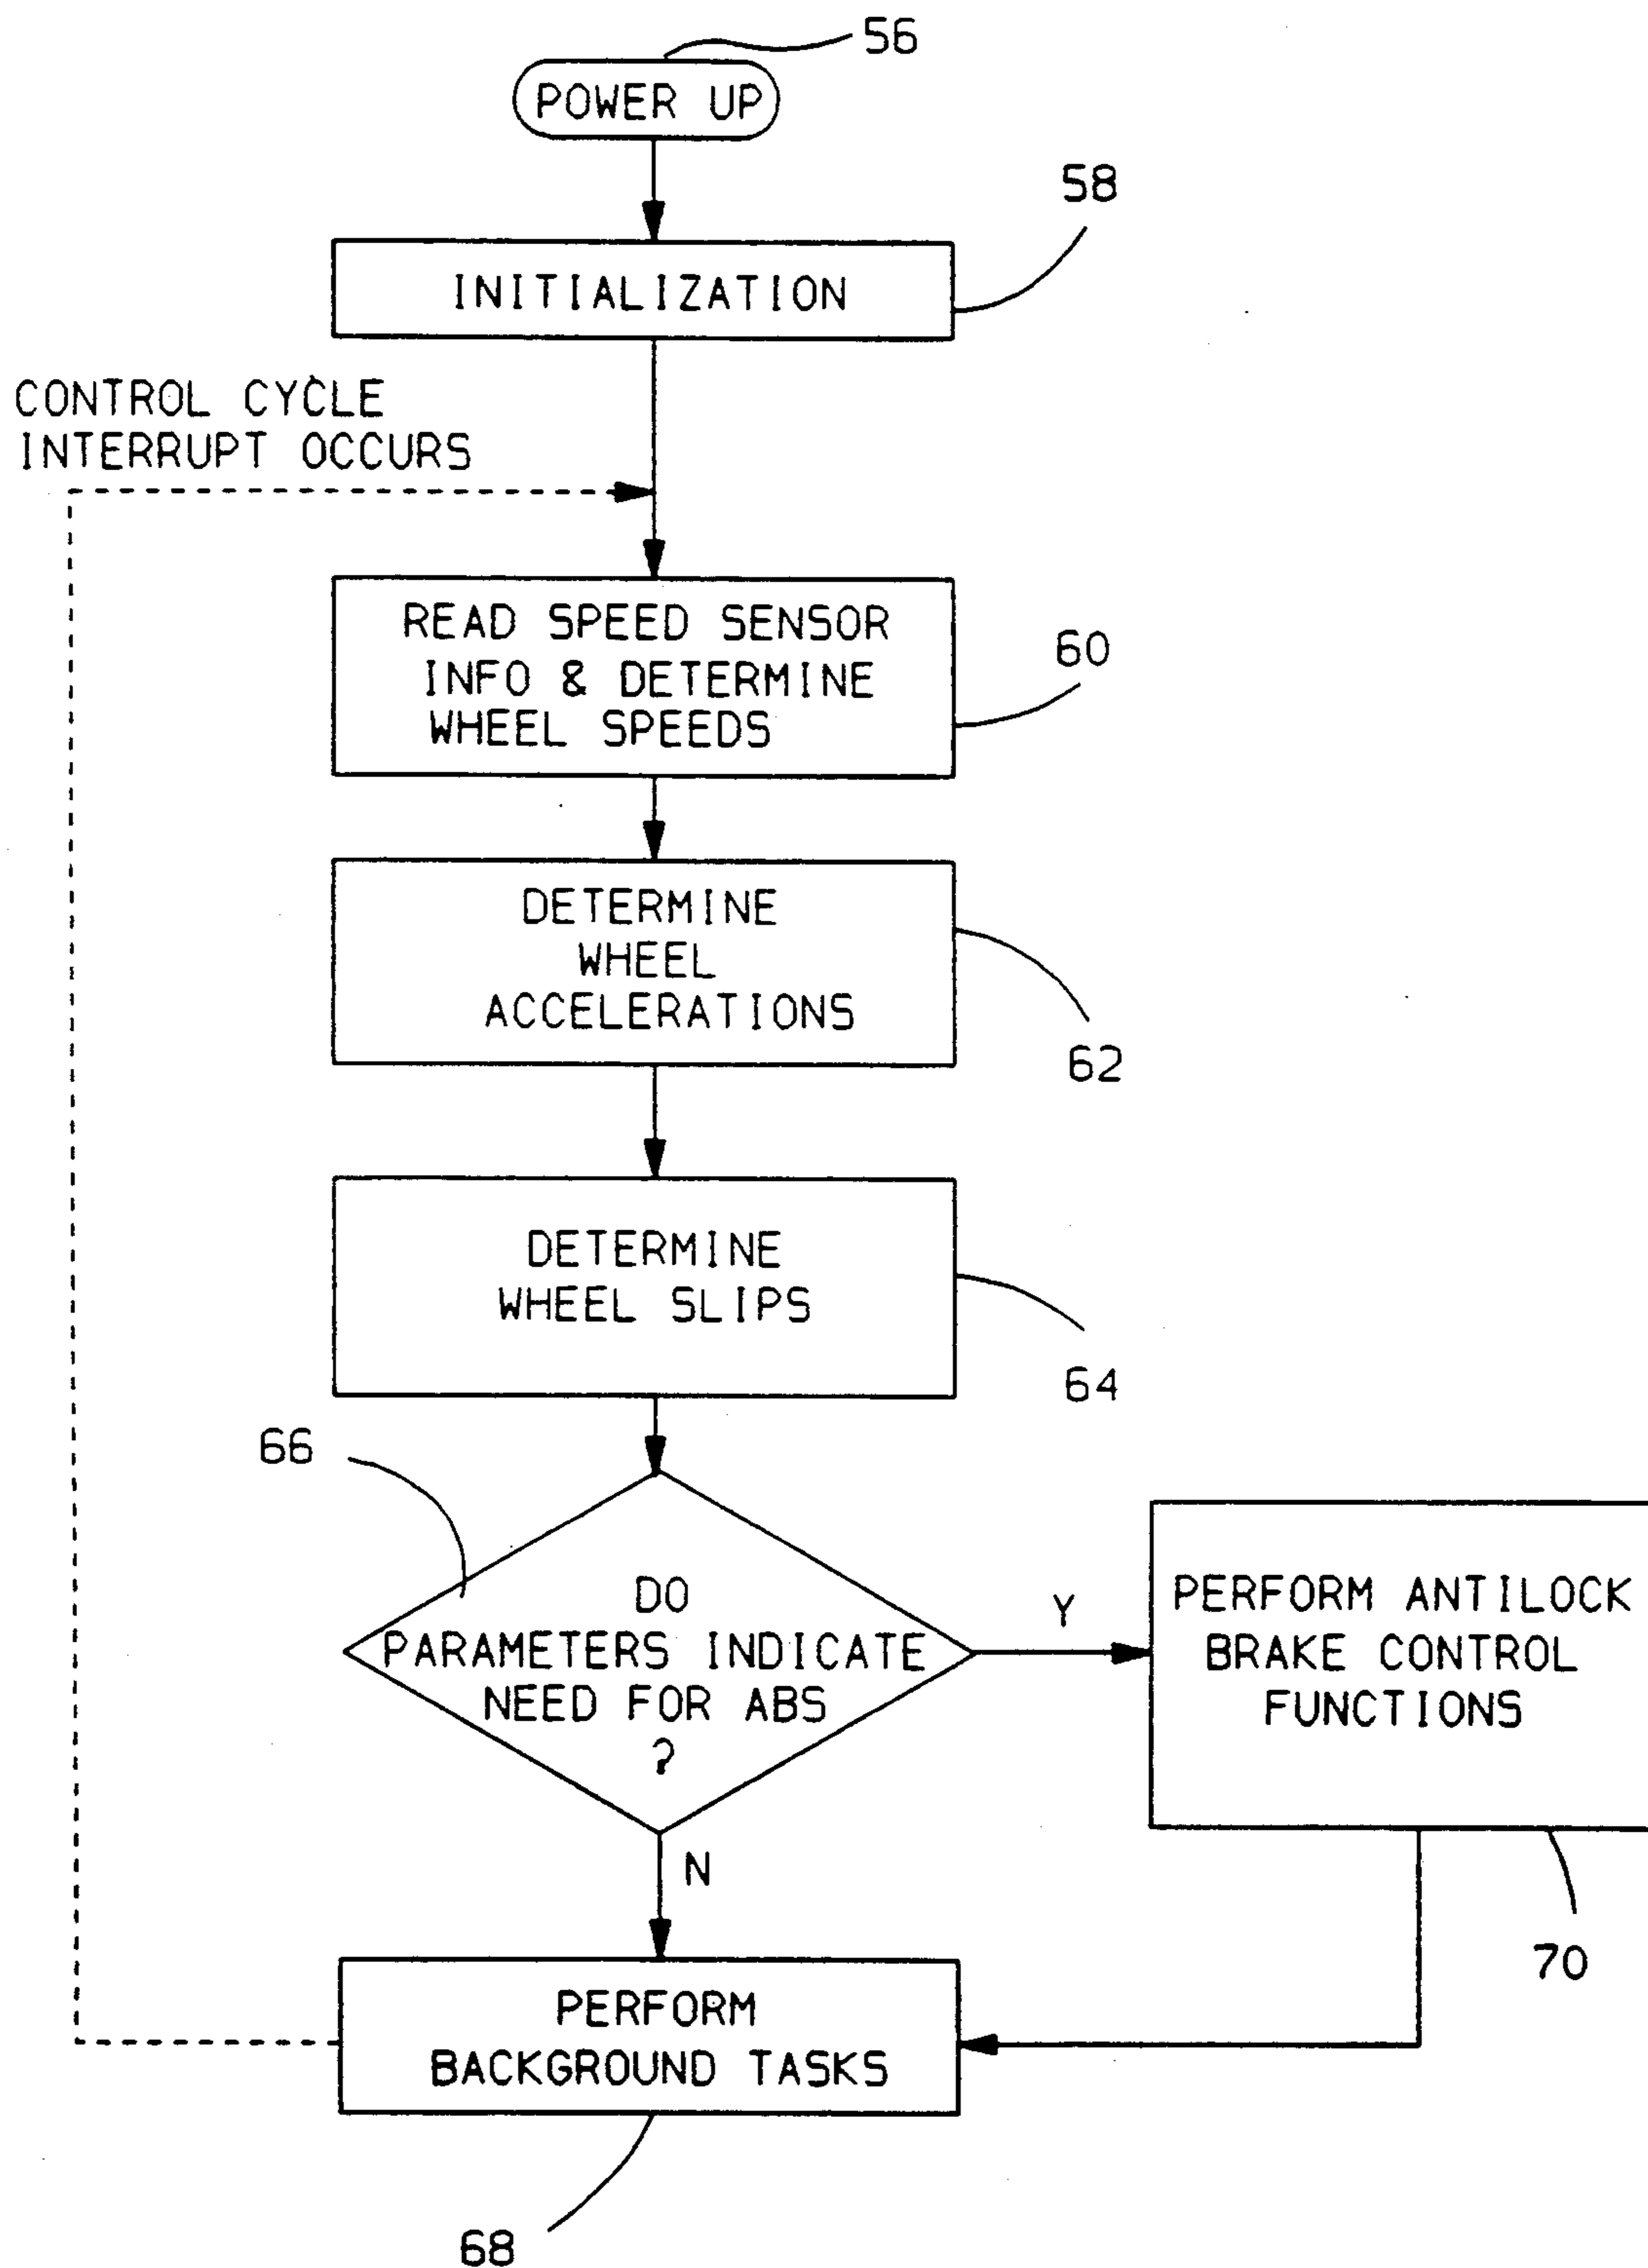 56
POWER UP
58
INITIALIZATION
CONTROL CYCLE
INTERRUPT OCCURS
READ SPEED SENSOR
INFO & DETERMINE
WHEEL SPEEDS
60
DETERMINE
WHEEL
ACCELERATIONS
62
DETERMINE
WHEEL SLIPS
64
66
DO
PARAMETERS INDICATE
NEED FOR ABS
?
Y
PERFORM ANTILOCK
BRAKE CONTROL
FUNCTIONS
N
70
PERFORM
BACKGROUND TASKS
68